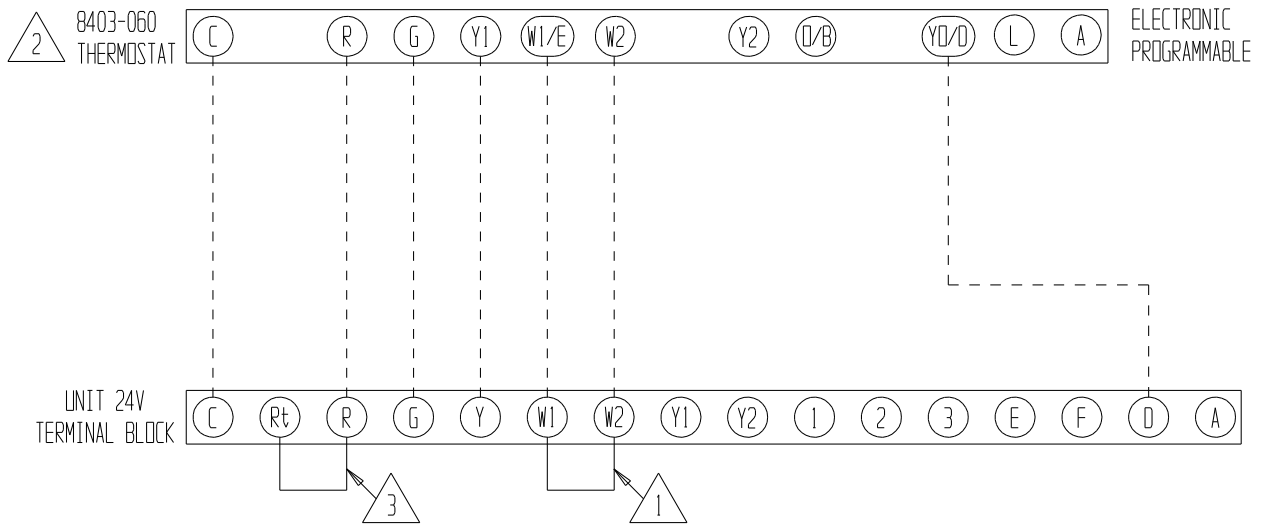 8403-060
THERMOSTAT
2
C R G Y1 W1/E W2 Y2 O/B YO/D L A
ELECTRONIC
PROGRAMMABLE
UNIT 24V
TERMINAL BLOCK
C Rt R G Y W1 W2 Y1 Y2 1 2 3 E F D A
3 1